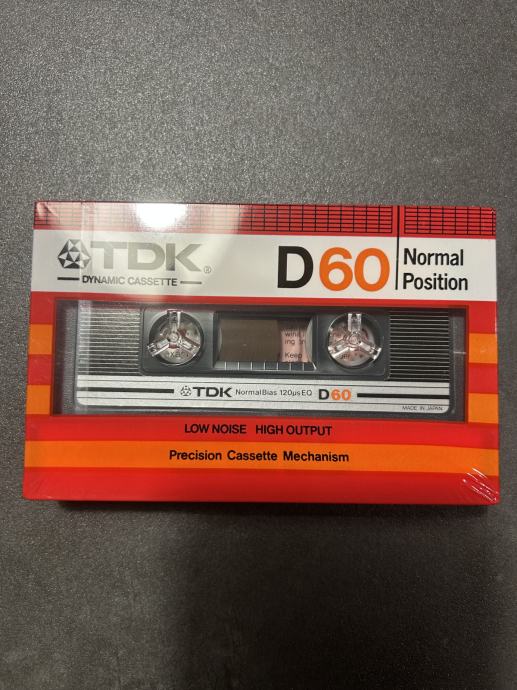 TDK®
DYNAMIC CASSETTE
D60
Normal
Position
Keep
TDK Normal Bias 120μs EQ D60
MADE IN JAPAN
LOW NOISE HIGH OUTPUT
Precision Cassette Mechanism